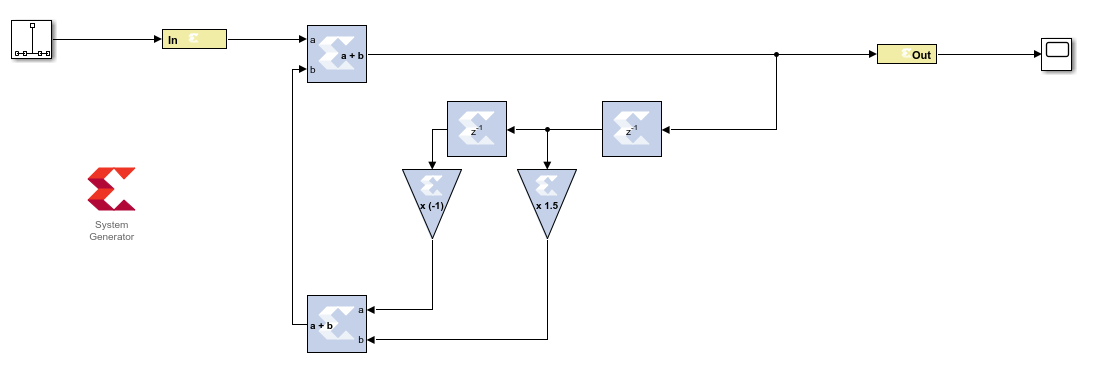 In
a
a + b
b
Out
z-1
z-1
x (-1)
x 1.5
System
Generator
a
a + b
b